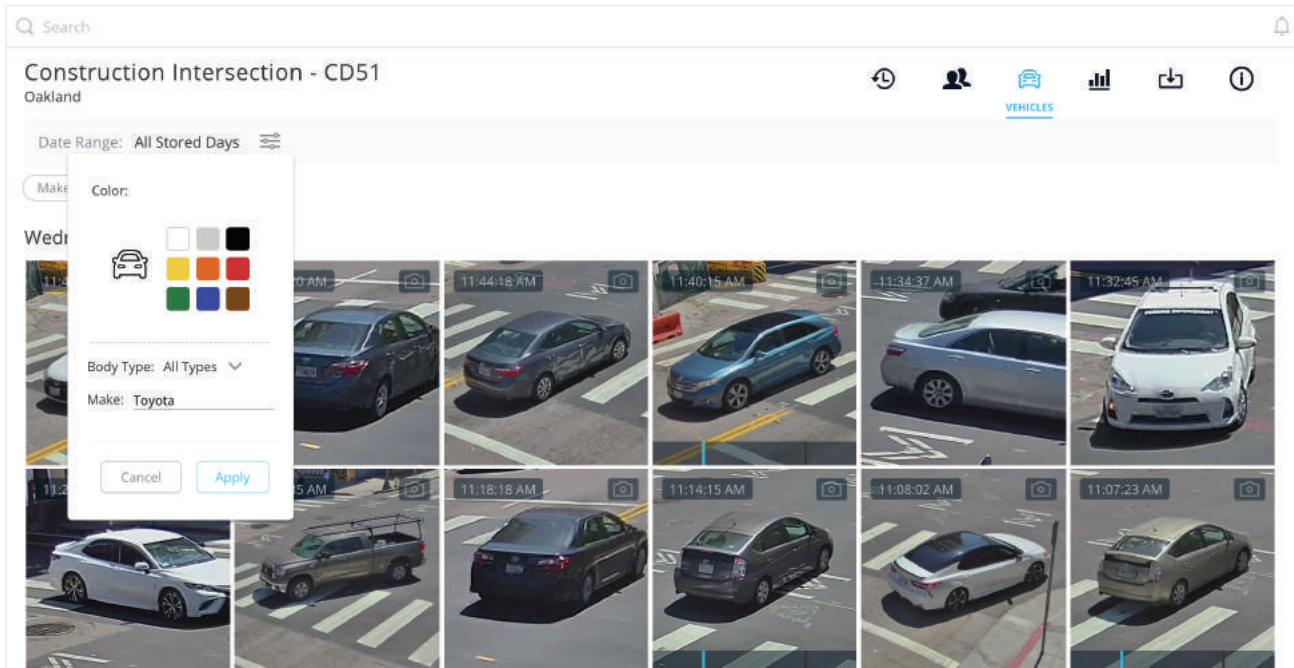 Search
Construction Intersection - CD51
Oakland
VEHICLES
Date Range: All Stored Days
Make
Color:
Wedn
11:44:18 AM
11:40:15 AM
11:34:37 AM
11:32:45 AM
Body Type: All Types
Make: Toyota
Cancel
Apply
11:18:18 AM
11:14:15 AM
11:08:02 AM
11:07:23 AM